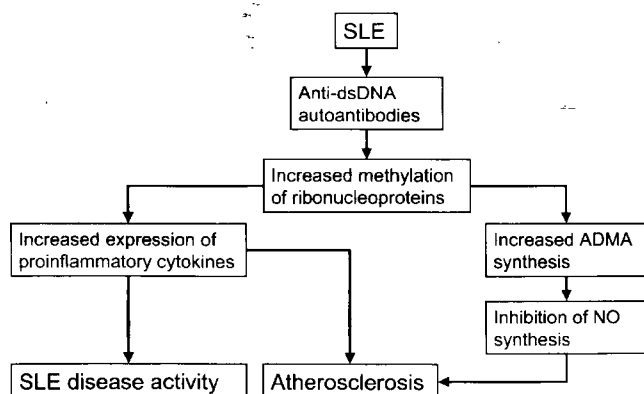 SLE
Anti-dsDNA
autoantibodies
Increased methylation
of ribonucleoproteins
Increased expression of
proinflammatory cytokines
Increased ADMA
synthesis
Inhibition of NO
synthesis
SLE disease activity
Atherosclerosis